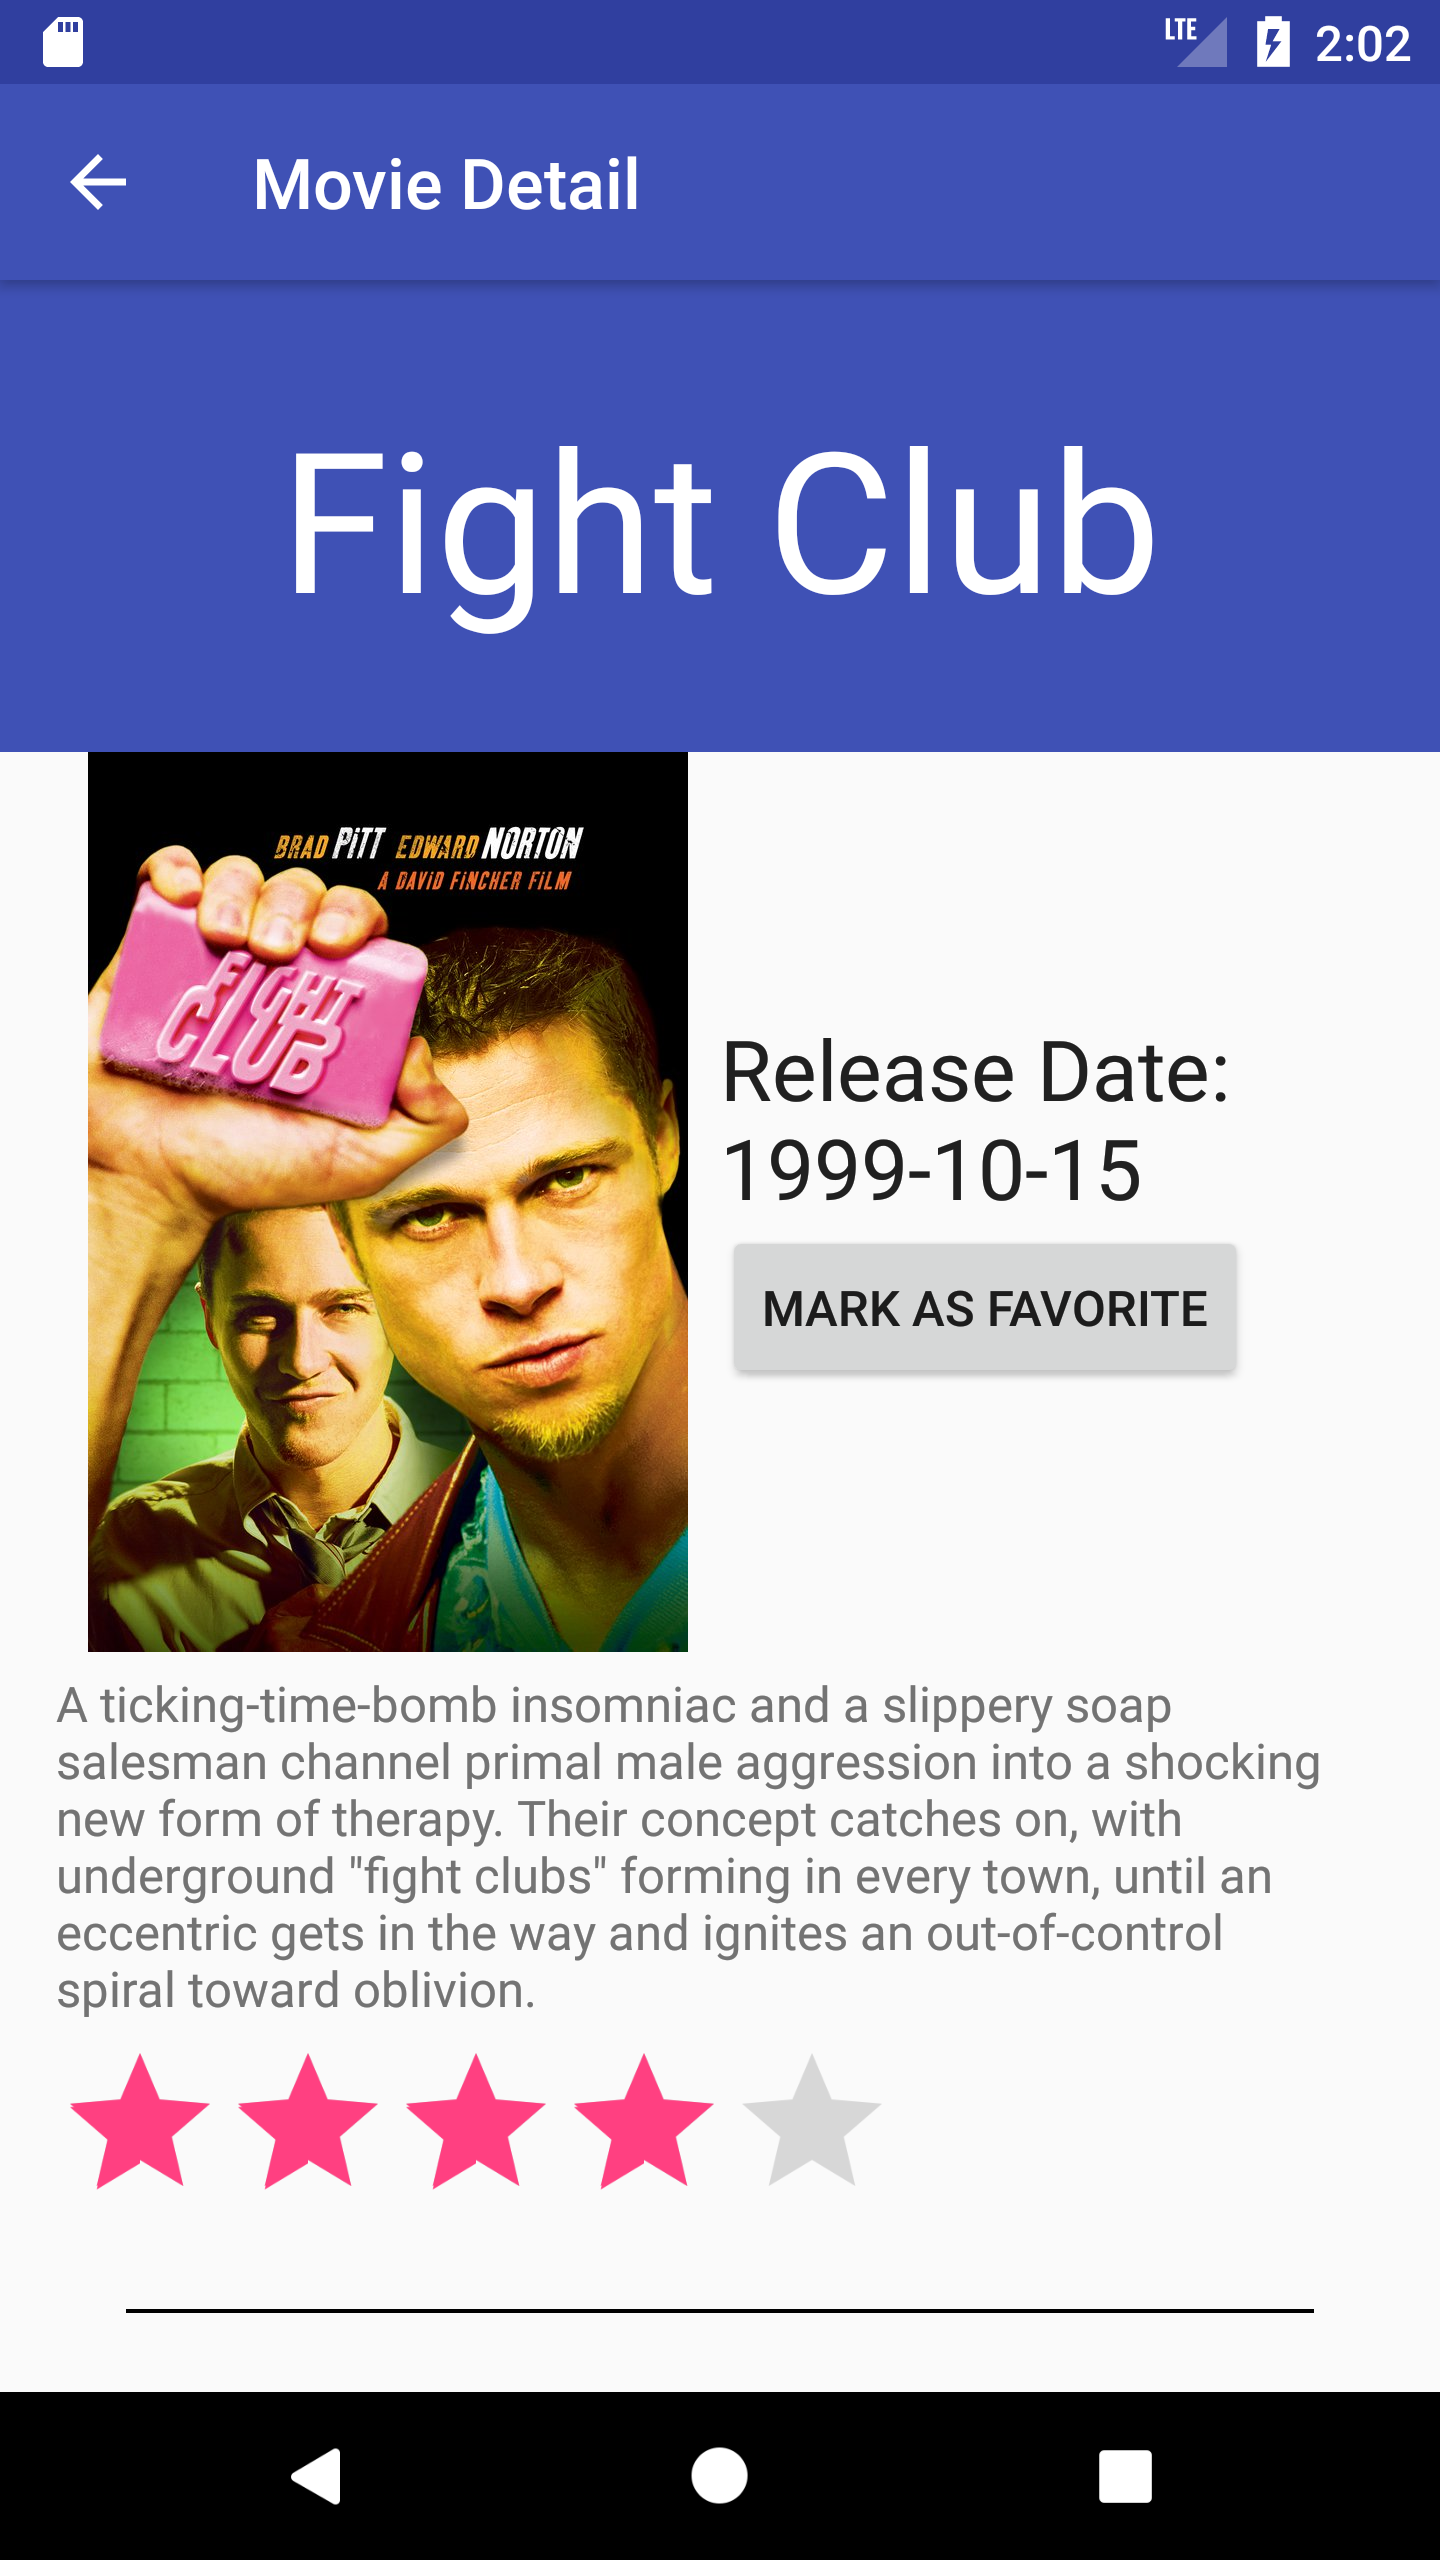 LTE 2:02
Movie Detail
Fight Club
BRAD PITT EDWARD NORTON
A DAVID FINCHER FILM
FIGHT
CLUB
Release Date:
1999-10-15
MARK AS FAVORITE
A ticking-time-bomb insomniac and a slippery soap
salesman channel primal male aggression into a shocking
new form of therapy. Their concept catches on, with
underground "fight clubs" forming in every town, until an
eccentric gets in the way and ignites an out-of-control
spiral toward oblivion.